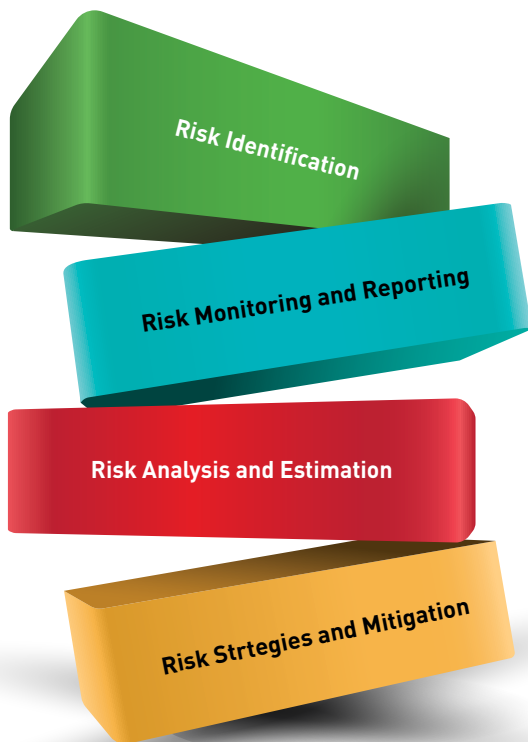 Risk Identification
Risk Monitoring and Reporting
Risk Analysis and Estimation
Risk Strtegies and Mitigation